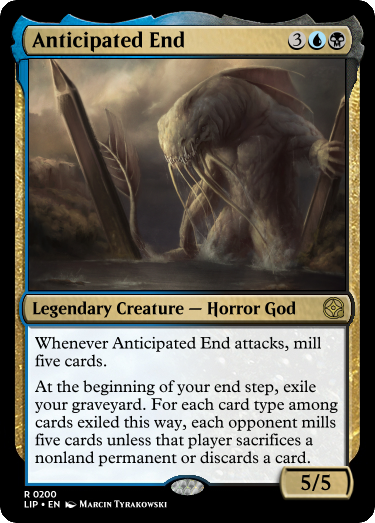 Anticipated End 3
Legendary Creature — Horror God
Whenever Anticipated End attacks, mill
five cards.
At the beginning of your end step, exile
your graveyard. For each card type among
cards exiled this way, each opponent mills
five cards unless that player sacrifices a
nonland permanent or discards a card.
5/5
R 0200
LIP • EN Marcin Tyrakowski